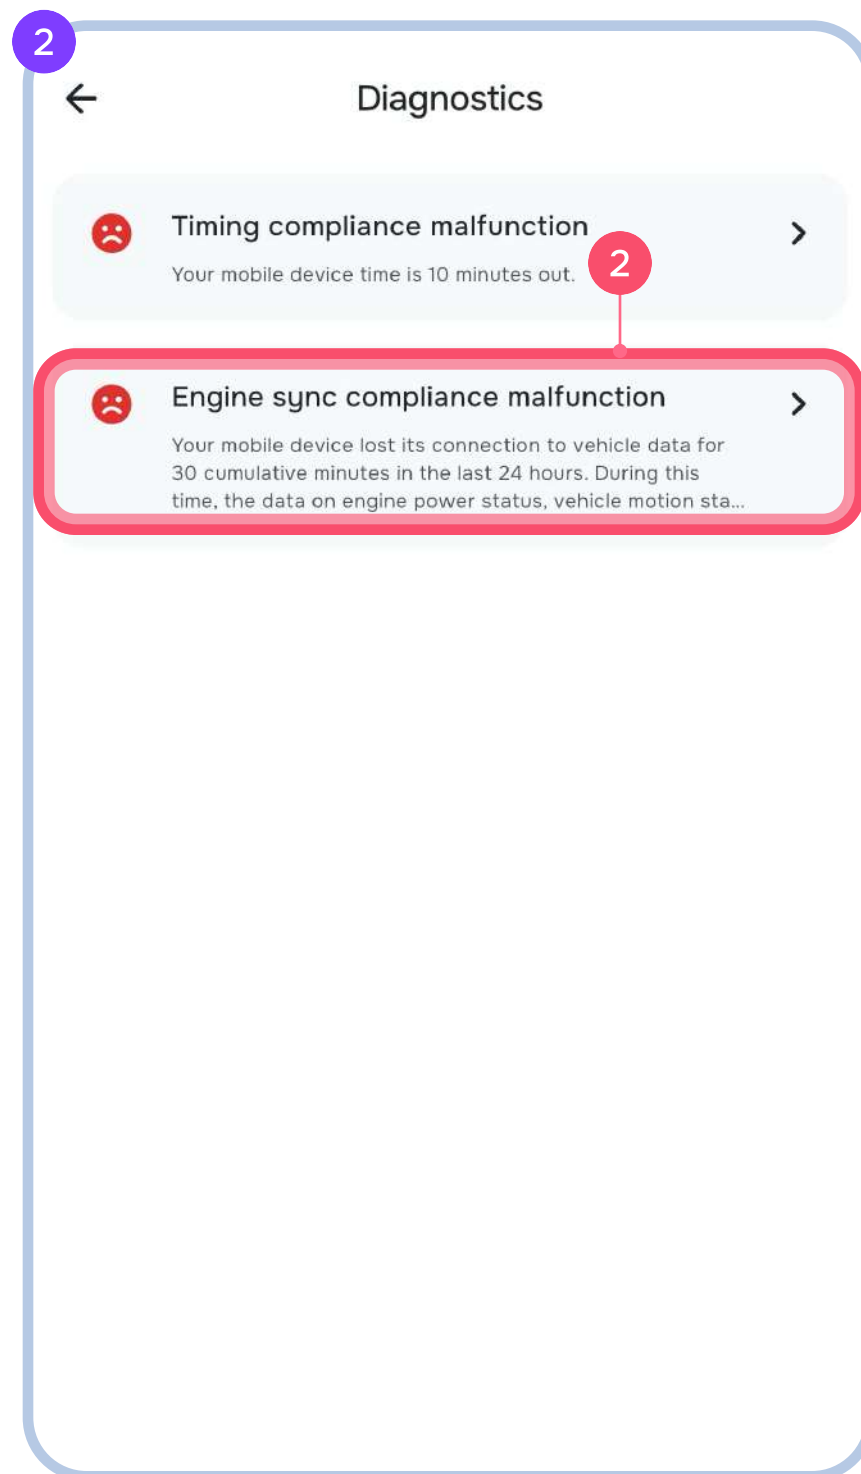 2
Diagnostics
Timing compliance malfunction
Your mobile device time is 10 minutes out.
2
Engine sync compliance malfunction
Your mobile device lost its connection to vehicle data for
30 cumulative minutes in the last 24 hours. During this
time, the data on engine power status, vehicle motion sta...